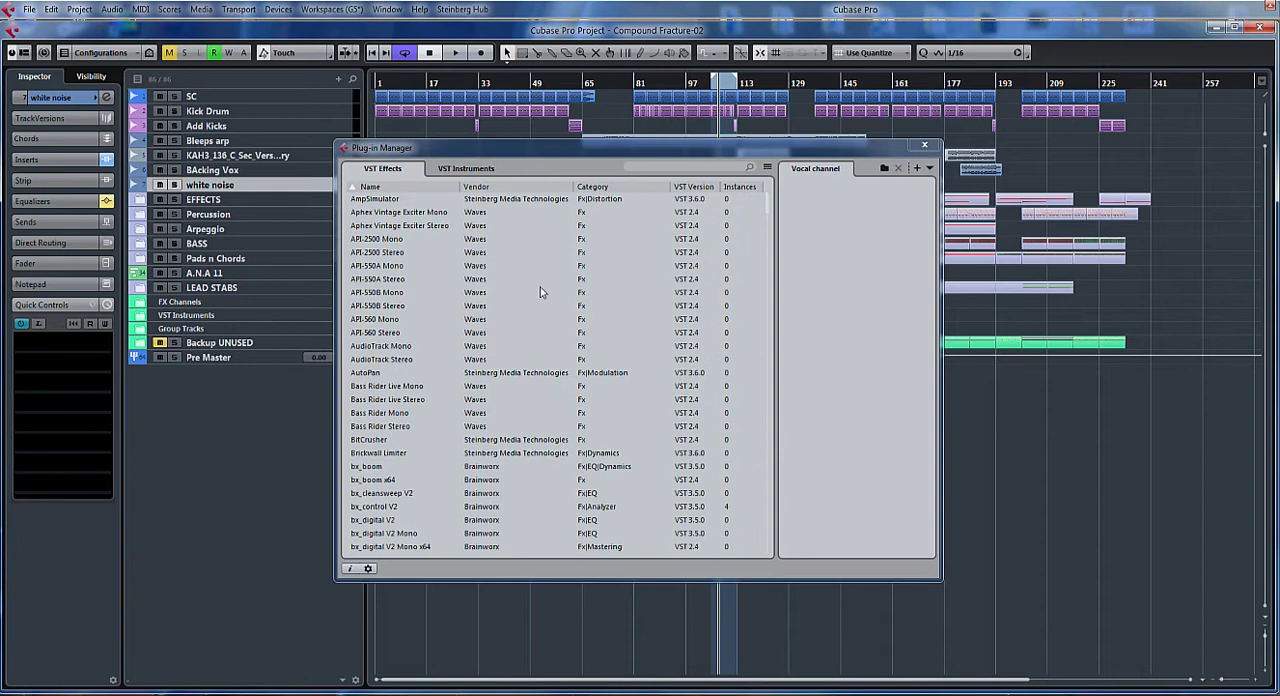 File Edit Project Audio MIDI Scores Media Transport Devices Workspaces (GS*) Window Help Steinberg Hub Cubase Pro
Cubase Pro Project - Compound Fracture-02
Configurations M S L R W A Touch Use Quantize Q 1/16
Inspector Visibility 86 / 86 1 17 33 49 65 81 97 113 129 145 161 177 193 209 225 241 257
7 white noise
TrackVersions
Chords
Inserts
Strip
Equalizers
Sends
Direct Routing
Fader
Notepad
Quick Controls
R
1 M S SC
2 M S Kick Drum
M S Add Kicks
M S Bleeps arp
M S KAH3_136_C_Sec_Vers...ry
M S BAcking Vox
M S white noise
M S EFFECTS
M S Percussion
M S Arpeggio
M S BASS
M S Pads n Chords
M S A.N.A 11
M S LEAD STABS
FX Channels
VST Instruments
Group Tracks
M S Backup UNUSED
M S Pre Master 0.00
Plug-in Manager
VST Effects VST Instruments Vocal channel
Name Vendor Category VST Version Instances
AmpSimulator Steinberg Media Technologies Fx|Distortion VST 3.6.0 0
Aphex Vintage Exciter Mono Waves Fx VST 2.4 0
Aphex Vintage Exciter Stereo Waves Fx VST 2.4 0
API-2500 Mono Waves Fx VST 2.4 0
API-2500 Stereo Waves Fx VST 2.4 0
API-550A Mono Waves Fx VST 2.4 0
API-550A Stereo Waves Fx VST 2.4 0
API-550B Mono Waves Fx VST 2.4 0
API-550B Stereo Waves Fx VST 2.4 0
API-560 Mono Waves Fx VST 2.4 0
API-560 Stereo Waves Fx VST 2.4 0
AudioTrack Mono Waves Fx VST 2.4 0
AudioTrack Stereo Waves Fx VST 2.4 0
AutoPan Steinberg Media Technologies Fx|Modulation VST 3.6.0 0
Bass Rider Live Mono Waves Fx VST 2.4 0
Bass Rider Live Stereo Waves Fx VST 2.4 0
Bass Rider Mono Waves Fx VST 2.4 0
Bass Rider Stereo Waves Fx VST 2.4 0
BitCrusher Steinberg Media Technologies Fx VST 2.4 0
Brickwall Limiter Steinberg Media Technologies Fx|Dynamics VST 3.6.0 0
bx_boom Brainworx Fx|EQ|Dynamics VST 3.5.0 0
bx_boom x64 Brainworx Fx VST 2.4 0
bx_cleansweep V2 Brainworx Fx|EQ VST 3.5.0 0
bx_control V2 Brainworx Fx|Analyzer VST 3.5.0 4
bx_digital V2 Brainworx Fx|EQ VST 3.5.0 0
bx_digital V2 Mono Brainworx Fx|EQ VST 3.5.0 0
bx_digital V2 Mono x64 Brainworx Fx|Mastering VST 2.4 0